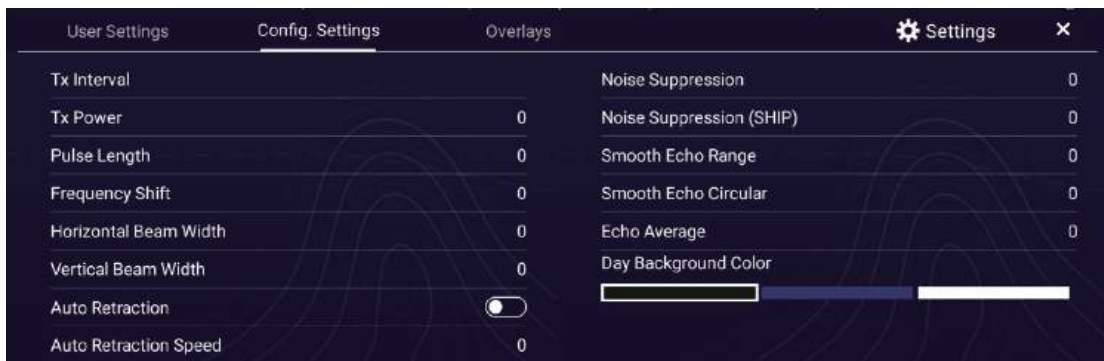 User Settings
Config. Settings
Overlays
Settings
×
Tx Interval
Tx Power 0
Pulse Length 0
Frequency Shift 0
Horizontal Beam Width 0
Vertical Beam Width 0
Auto Retraction
Auto Retraction Speed 0
Noise Suppression 0
Noise Suppression (SHIP) 0
Smooth Echo Range 0
Smooth Echo Circular 0
Echo Average 0
Day Background Color